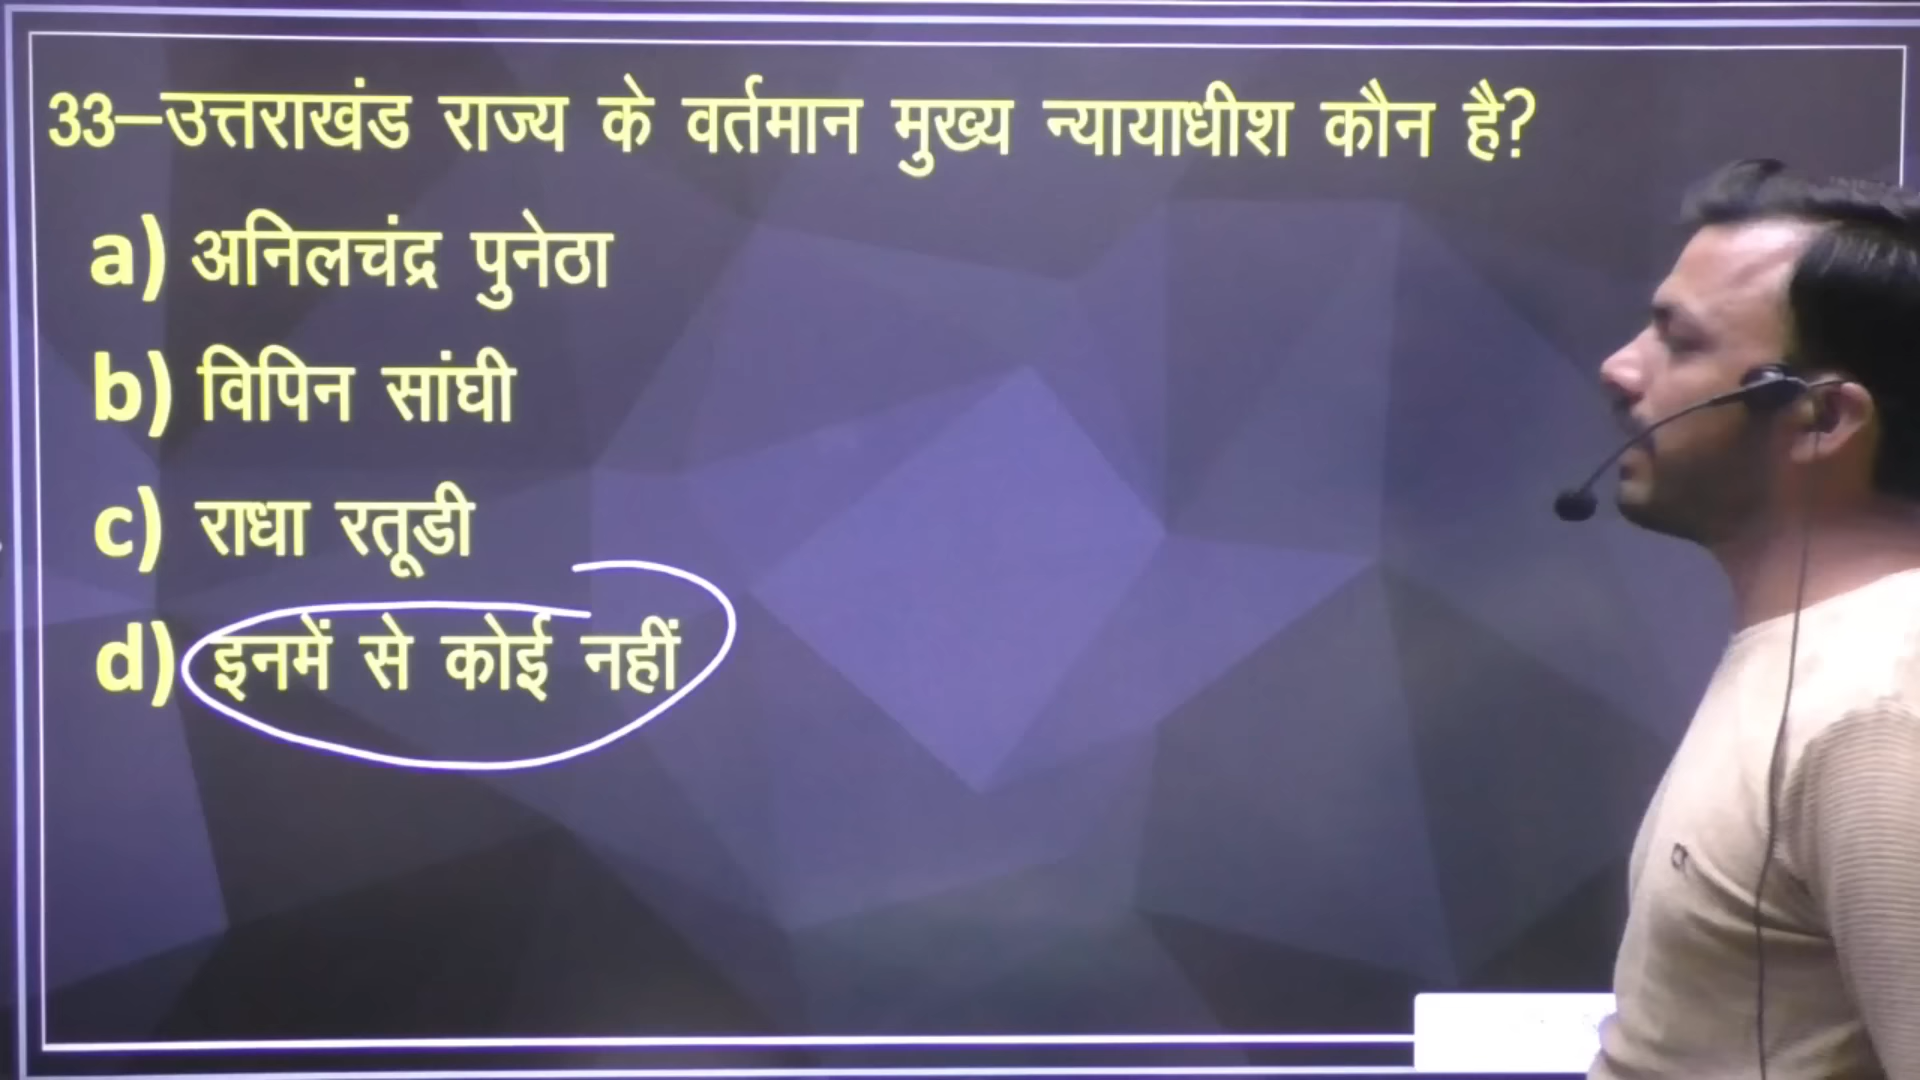 33–उत्तराखंड राज्य के वर्तमान मुख्य न्यायाधीश कौन है?
a) अनिलचंद्र पुनेठा
b) विपिन सांघी
c) राधा रतूडी
d) इनमें से कोई नहीं